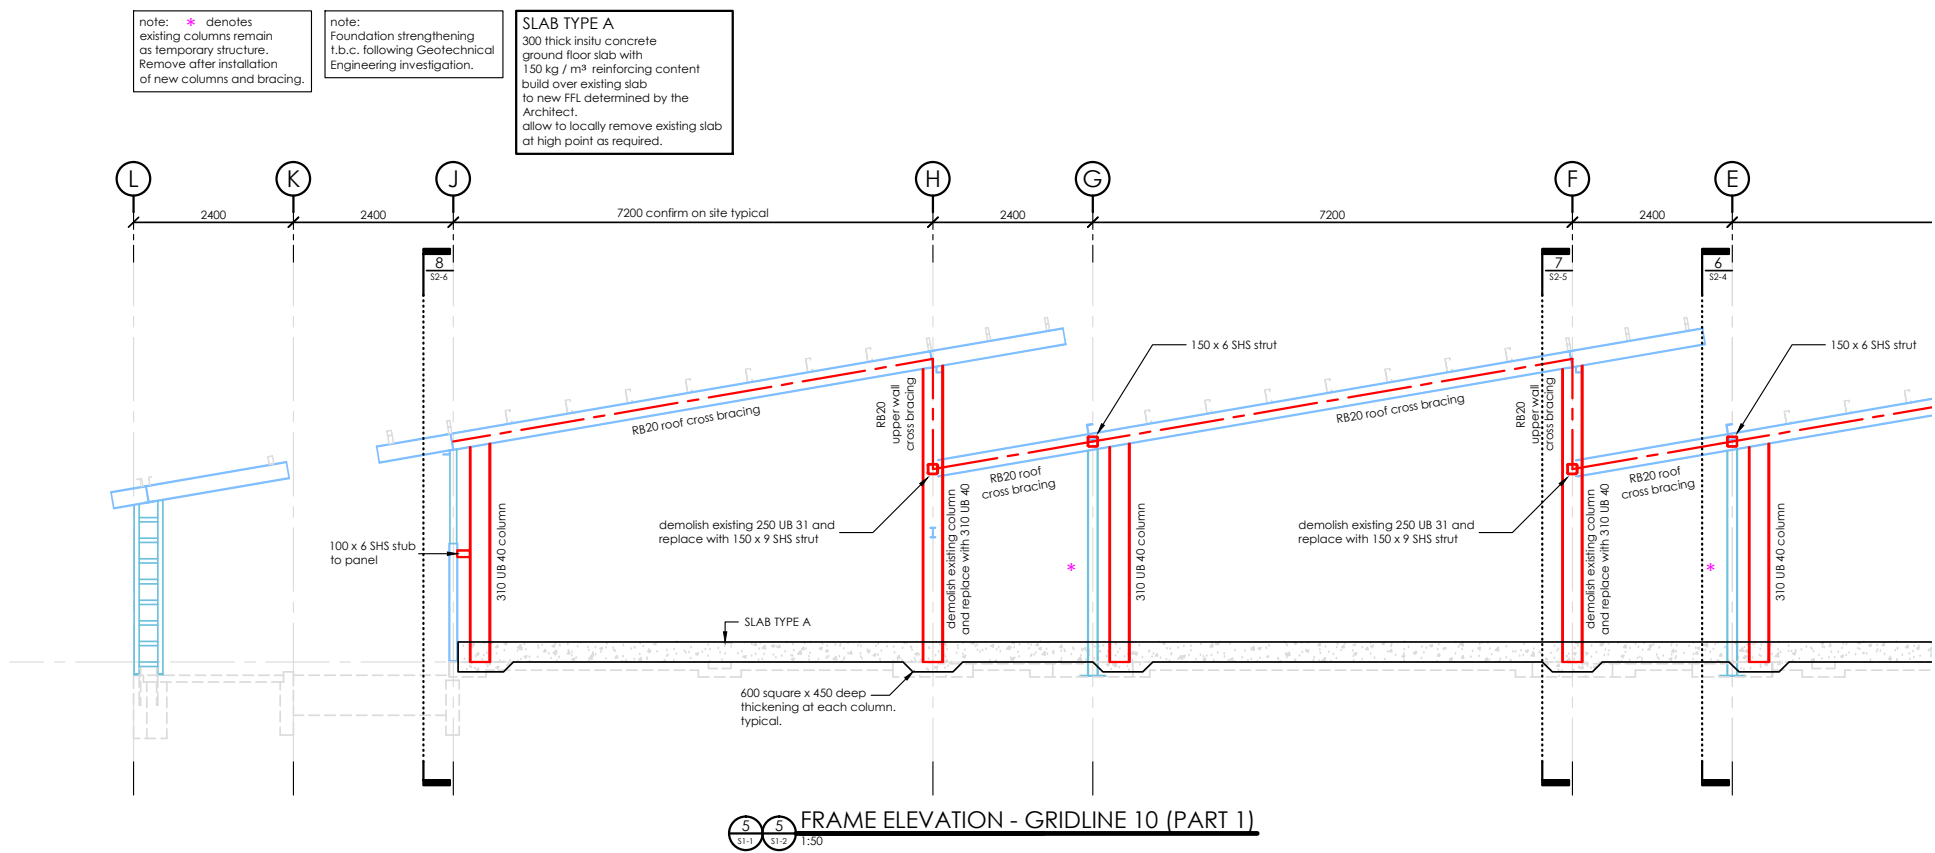 note: * denotes
existing columns remain
as temporary structure.
Remove after installation
of new columns and bracing.
note:
Foundation strengthening
t.b.c. following Geotechnical
Engineering investigation.
SLAB TYPE A
300 thick insitu concrete
ground floor slab with
150 kg / m³ reinforcing content
build over existing slab
to new FFL determined by the
Architect.
allow to locally remove existing slab
at high point as required.
L
K
J
H
G
F
E
2400
2400
7200 confirm on site typical
2400
7200
2400
8
S2-6
7
S2-5
6
S2-4
150 x 6 SHS strut
150 x 6 SHS strut
RB20 roof cross bracing
RB20
upper wall
cross bracing
RB20 roof cross bracing
RB20
upper wall
cross bracing
RB20 roof
cross bracing
RB20 roof
cross bracing
demolish existing 250 UB 31 and
replace with 150 x 9 SHS strut
demolish existing 250 UB 31 and
replace with 150 x 9 SHS strut
100 x 6 SHS stub
to panel
310 UB 40 column
demolish existing column
and replace with 310 UB 40
*
310 UB 40 column
demolish existing column
and replace with 310 UB 40
*
310 UB 40 column
SLAB TYPE A
600 square x 450 deep
thickening at each column.
typical.
5
S1-1
5
S1-2
FRAME ELEVATION - GRIDLINE 10 (PART 1)
1:50